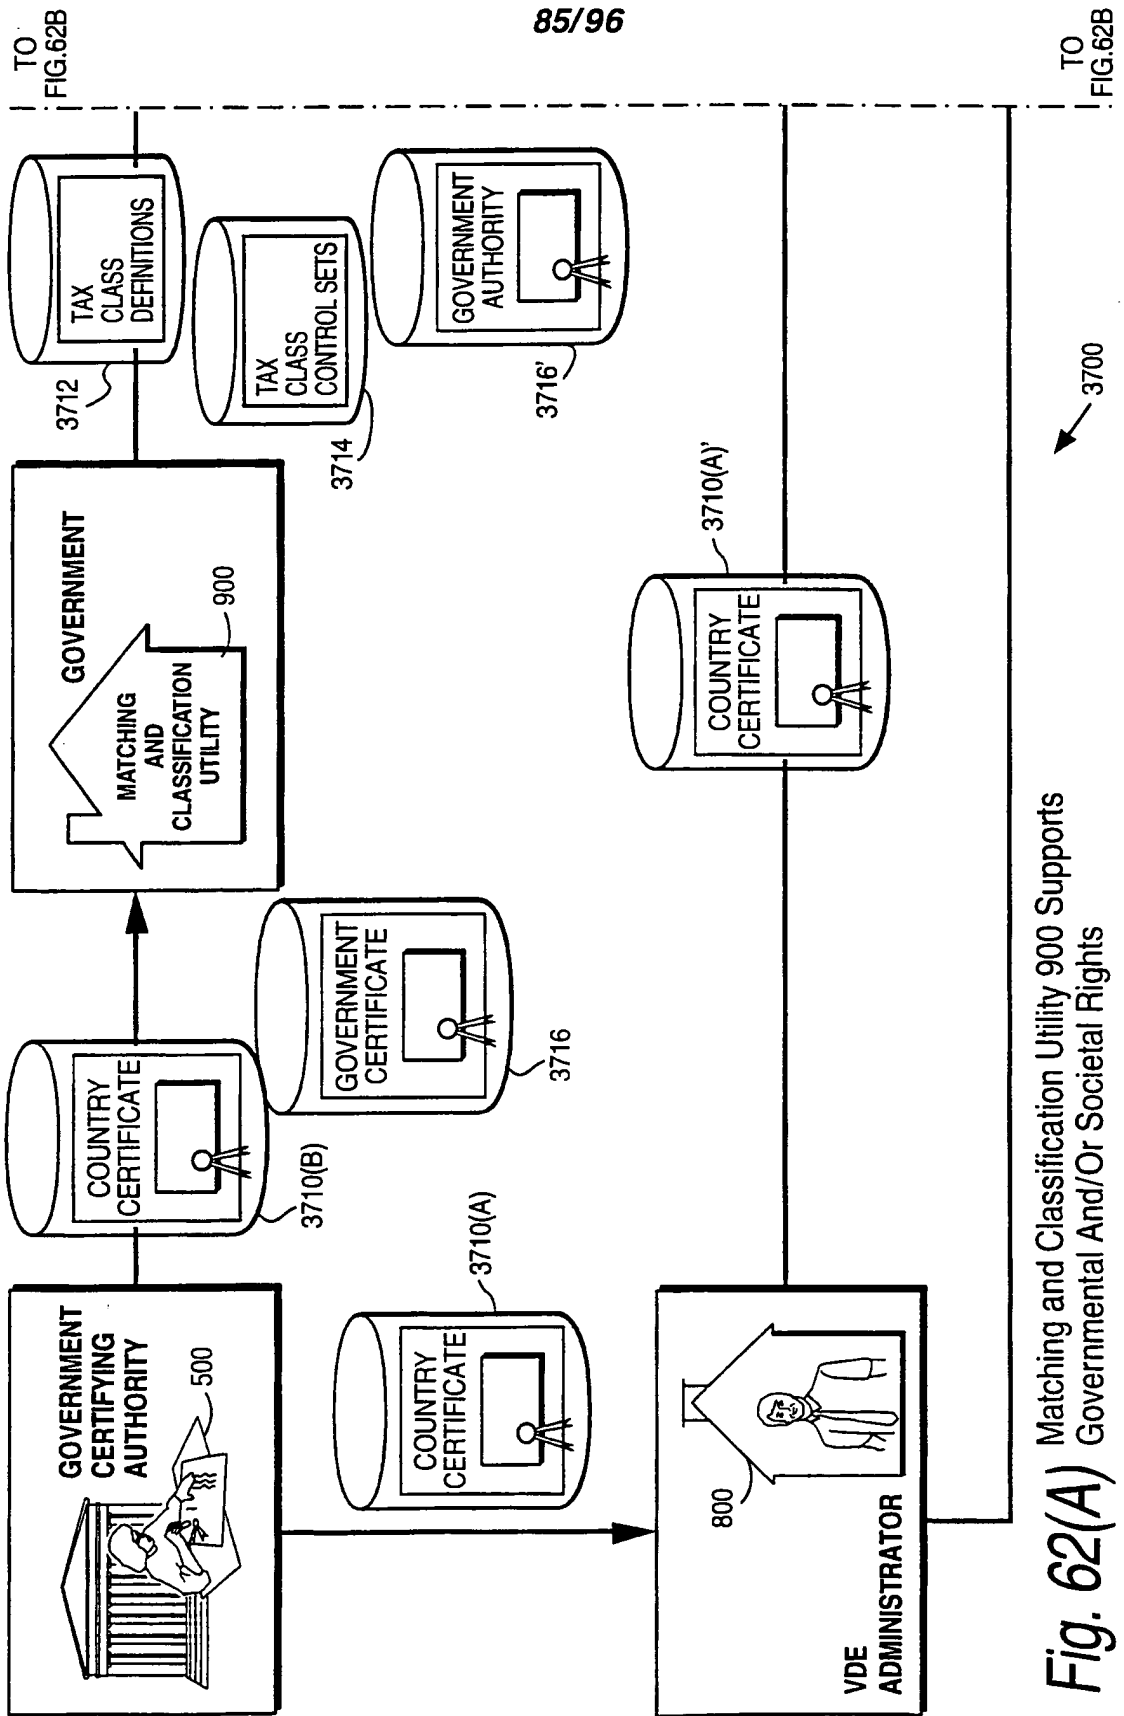 85/96
TO
FIG.62B
GOVERNMENT
CERTIFYING
AUTHORITY
500
COUNTRY
CERTIFICATE
3710(B)
GOVERNMENT
CERTIFICATE
3716
GOVERNMENT
MATCHING
AND
CLASSIFICATION
UTILITY
900
TAX
CLASS
DEFINITIONS
3712
TAX
CLASS
CONTROL SETS
3714
GOVERNMENT
AUTHORITY
3716'
COUNTRY
CERTIFICATE
3710(A)
VDE
ADMINISTRATOR
800
COUNTRY
CERTIFICATE
3710(A)'
3700
TO
FIG.62B
Fig. 62(A) Matching and Classification Utility 900 Supports
Governmental And/Or Societal Rights